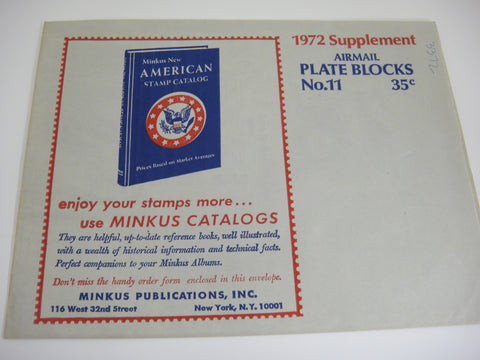 1972 Supplement
AIRMAIL
PLATE BLOCKS
No.11 35¢
Minkus New
AMERICAN
STAMP CATALOG
Prices Based on Market Averages
enjoy your stamps more...
use MINKUS CATALOGS
They are helpful, up-to-date reference books, well illustrated,
with a wealth of historical information and technical facts.
Perfect companions to your Minkus Albums.
Don't miss the handy order form enclosed in this envelope.
MINKUS PUBLICATIONS, INC.
116 West 32nd Street New York, N.Y. 10001